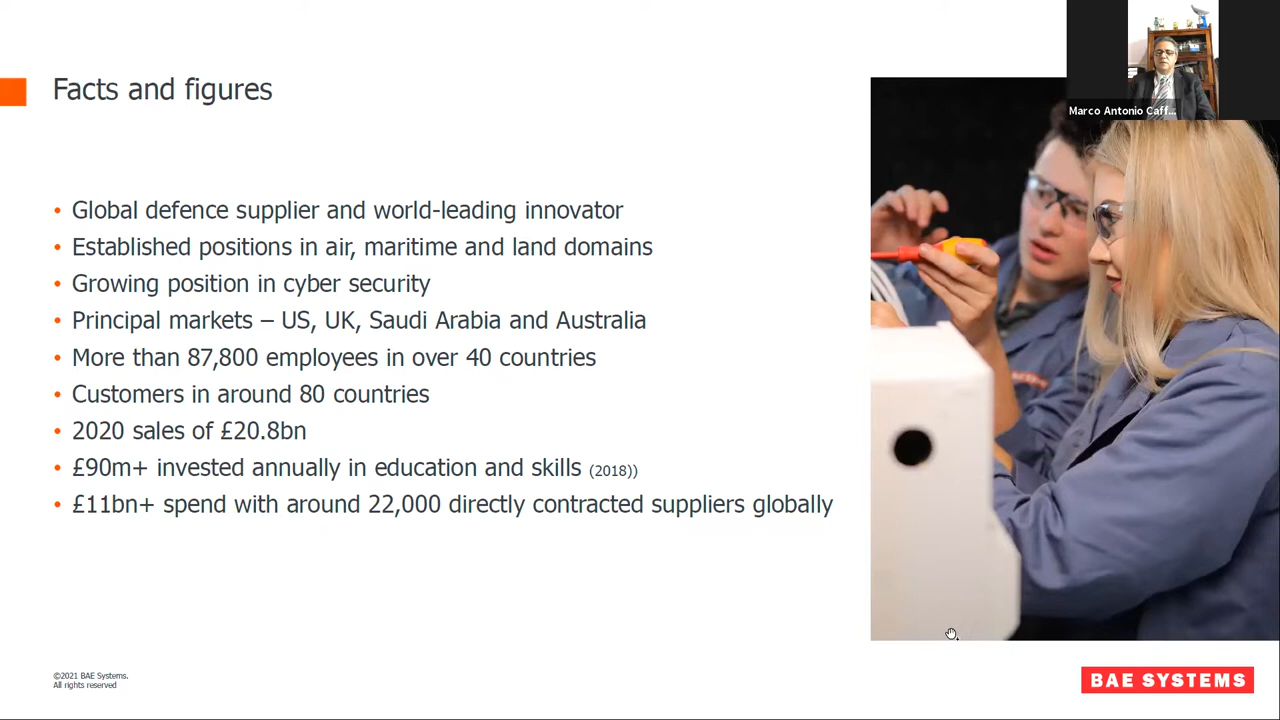 Facts and figures
Marco Antonio Caff...
• Global defence supplier and world-leading innovator
• Established positions in air, maritime and land domains
• Growing position in cyber security
• Principal markets – US, UK, Saudi Arabia and Australia
• More than 87,800 employees in over 40 countries
• Customers in around 80 countries
• 2020 sales of £20.8bn
• £90m+ invested annually in education and skills (2018))
• £11bn+ spend with around 22,000 directly contracted suppliers globally
©2021 BAE Systems.
All rights reserved
BAE SYSTEMS